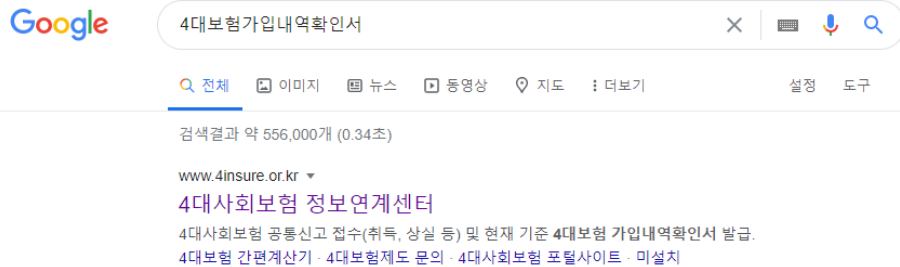 Google 4대보험가입내역확인서
전체 이미지 뉴스 동영상 지도 더보기 설정 도구
검색결과 약 556,000개 (0.34초)
www.4insure.or.kr
4대사회보험 정보연계센터
4대사회보험 공통신고 접수(취득, 상실 등) 및 현재 기준 4대보험 가입내역확인서 발급.
4대보험 간편계산기 · 4대보험제도 문의 · 4대사회보험 포털사이트 · 미설치